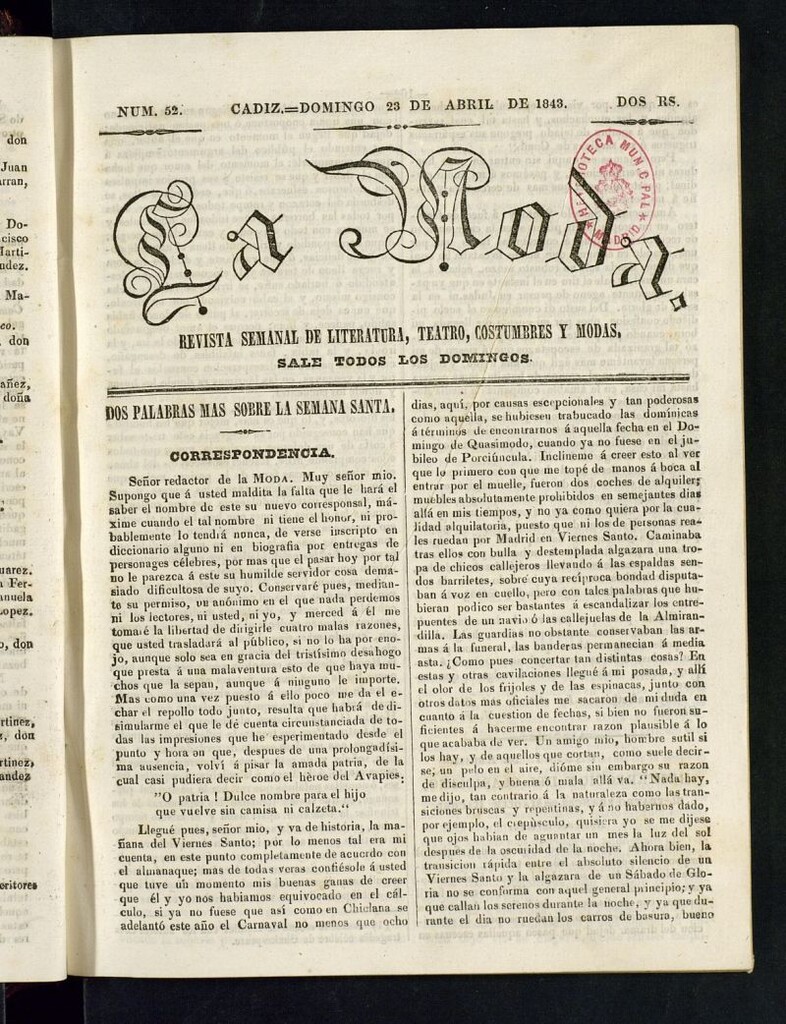 NUM. 52. CADIZ.=DOMINGO 23 DE ABRIL DE 1843. DOS RS.
La Moda.
HEMEROTECA MUNICIPAL
* MADRID *
REVISTA SEMANAL DE LITERATURA, TEATRO, COSTUMBRES Y MODAS.
SALE TODOS LOS DOMINGOS.
DOS PALABRAS MAS SOBRE LA SEMANA SANTA.
CORRESPONDENCIA.
Señor redactor de la MODA. Muy señor mio.
Supongo que á usted maldita la falta que le hará el
saber el nombre de este su nuevo corresponsal, má-
xime cuando el tal nombre ni tiene el honor, ni pro-
bablemente lo tendrá nunca, de verse inscripto en
diccionario alguno ni en biografia por entregas de
personages célebres, por mas que el pasar hoy por tal
no le parezca á este su humilde servidor cosa dema-
siado dificultosa de suyo. Conservaré pues, median-
te su permiso, un anónimo en el que nada perdemos
ni los lectores, ni usted, ni yo, y merced á él me
tomaré la libertad de dirigirle cuatro malas razones,
que usted trasladará al público, si no lo ha por eno-
jo, aunque solo sea en gracia del tristísimo desahogo
que presta á una malaventura esto de que haya mu-
chos que la sepan, aunque á ninguno le importe.
Mas como una vez puesto á ello poco me da el e-
char el repollo todo junto, resulta que habrá de di-
simularme el que le dé cuenta circunstanciada de to-
das las impresiones que he esperimentado desde el
punto y hora en que, despues de una prolongadísi-
ma ausencia, volví á pisar la amada patria, de la
cual casi pudiera decir como el hèroe del Avapies:
"O patria ! Dulce nombre para el hijo
que vuelve sin camisa ni calzeta."
Llegué pues, señor mio, y va de historia, la ma-
ñana del Viernes Santo; por lo menos tal era mi
cuenta, en este punto completamente de acuerdo con
el almanaque; mas de todas veras confiésole á usted
que tuve un momento mis buenas ganas de creer
que él y yo nos habiamos equivocado en el cál-
culo, si ya no fuese que asi como en Chiclana se
adelantó este año el Carnaval no menos que ocho
dias, aquí, por causas escepcionales y tan poderosas
como aquella, se hubiesen trabucado las domínicas
á términos de encontrarnos á aquella fecha en el Do-
mingo de Quasimodo, cuando ya no fuese en el ju-
bileo de Porciúncula. Inclineme á creer esto al ver
que lo primero con que me topé de manos á boca al
entrar por el muelle, fueron dos coches de alquiler;
muebles absolutamente prohibidos en semejantes dias
allá en mis tiempos, y no ya como quiera por la cua-
lidad alquilatoria, puesto que ni los de personas rea-
les ruedan por Madrid en Viernes Santo. Caminaba
tras ellos con bulla y destemplada algazara una tro-
pa de chicos callejeros llevando á las espaldas sen-
dos barriletes, sobre cuya recíproca bondad disputa-
ban á voz en cuello, pero con talcs palabras que hu-
bieran podico ser bastantes á escandalizar los entre-
puentes de un navio ó las callejuelas de la Almiran-
dilla. Las guardias no obstante conservaban las ar-
mas á la funeral, las banderas permanecian á media
asta. ¿Como pues concertar tan distintas cosas? En
estas y otras cavilaciones llegué á mi posada, y allí
el olor de los frijoles y de las espinacas, junto con
otros datos mas oficiales me sacaron de mi duda en
cuanto á la cuestion de fechas, si bien no fueron su-
ficientes á hacerme encontrar razon plausible á lo
que acababa de ver. Un amigo mio, hombre sutil si
los hay, y de aquellos que cortan, como suele decir-
se, un pelo en el aire, dióme sin embargo su razon
de disculpa, y buena ó mala allá va. "Nada hay,
me dijo, tan contrario á la naturaleza como las tran-
siciones bruscas y repentinas, y á no habernos dado,
por ejemplo, el crepúsculo, quisiera yo se me dijese
que ojos habian de aguantar un mes la luz del sol
despues de la oscuridad de la noche. Ahora bien, la
transicion rápida entre el absoluto silencio de un
Viernes Santo y la algazara de un Sábado de Glo-
ria no se conforma con aquel general principio; y ya
que callan los serenos durante la noche, y ya que du-
rante el dia no ruedan los carros de basura, bueno
don
Juan
rran,
Do-
cisco
Marti-
udez.
Ma-
co.
don
añez,
doña
uarez.
Fer-
anuela
Lopez.
o, don
rtinez,
z, don
rtinez,
andez
oritores